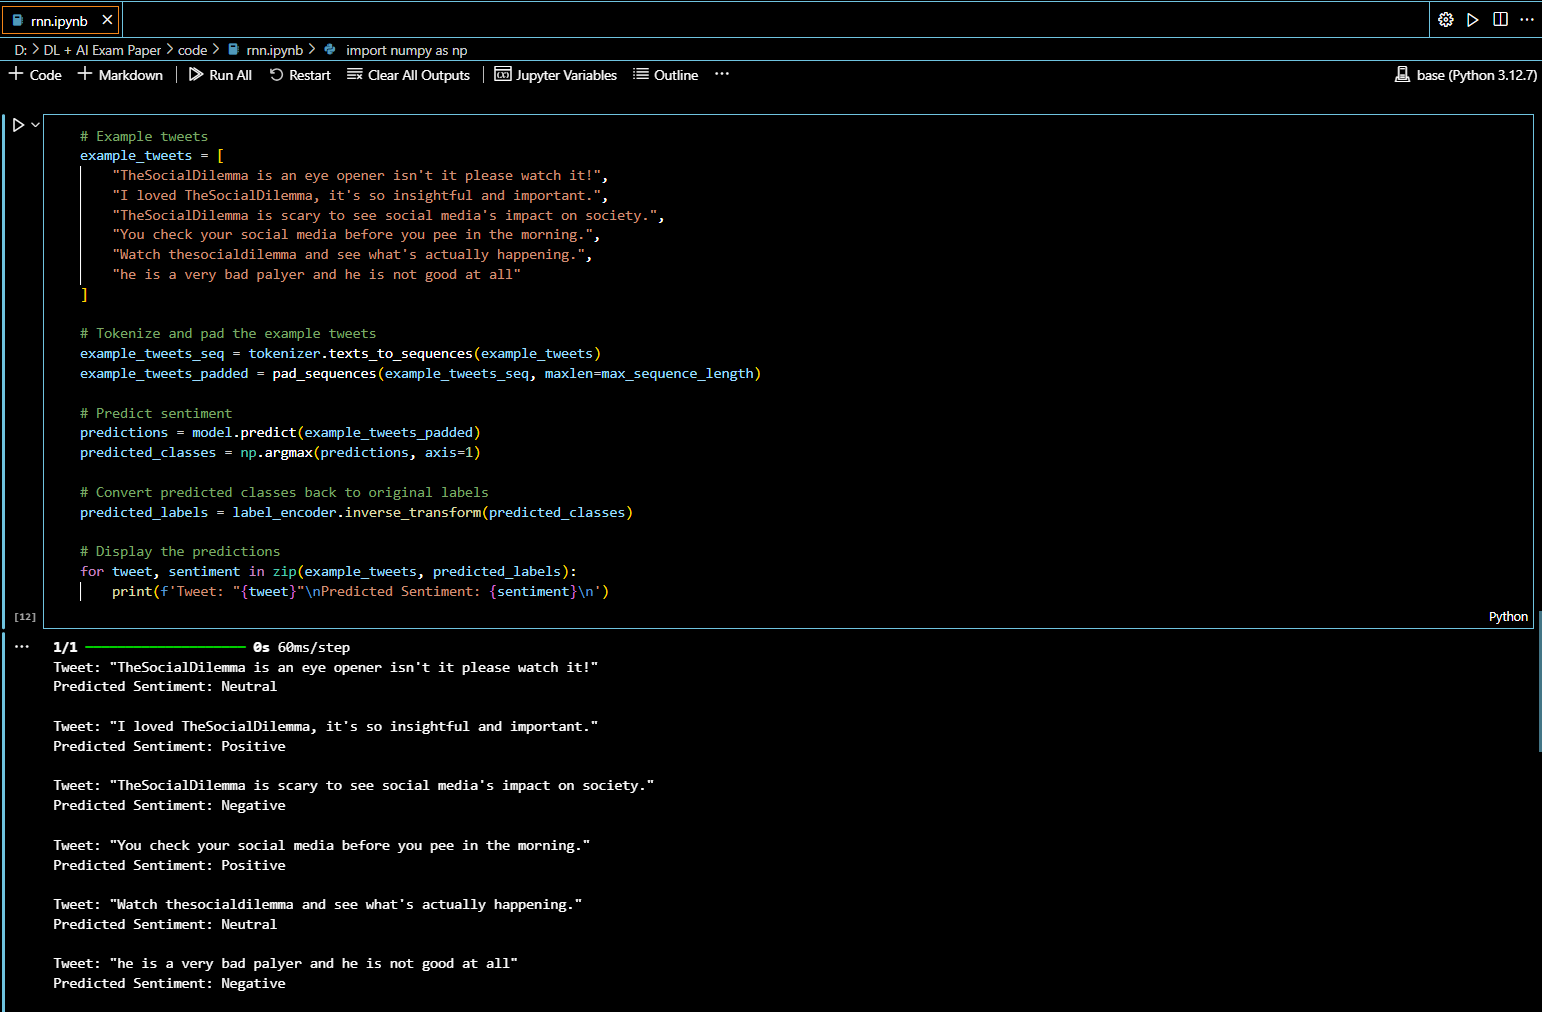 rnn.ipynb
D: > DL + AI Exam Paper > code > rnn.ipynb > import numpy as np
+ Code + Markdown | Run All Restart Clear All Outputs | Jupyter Variables Outline ··· base (Python 3.12.7)
# Example tweets
example_tweets = [
    "TheSocialDilemma is an eye opener isn't it please watch it!",
    "I loved TheSocialDilemma, it's so insightful and important.",
    "TheSocialDilemma is scary to see social media's impact on society.",
    "You check your social media before you pee in the morning.",
    "Watch thesocialdilemma and see what's actually happening.",
    "he is a very bad palyer and he is not good at all"
]
# Tokenize and pad the example tweets
example_tweets_seq = tokenizer.texts_to_sequences(example_tweets)
example_tweets_padded = pad_sequences(example_tweets_seq, maxlen=max_sequence_length)
# Predict sentiment
predictions = model.predict(example_tweets_padded)
predicted_classes = np.argmax(predictions, axis=1)
# Convert predicted classes back to original labels
predicted_labels = label_encoder.inverse_transform(predicted_classes)
# Display the predictions
for tweet, sentiment in zip(example_tweets, predicted_labels):
    print(f'Tweet: "{tweet}"\nPredicted Sentiment: {sentiment}\n')
[12] Python
··· 1/1 0s 60ms/step
Tweet: "TheSocialDilemma is an eye opener isn't it please watch it!"
Predicted Sentiment: Neutral
Tweet: "I loved TheSocialDilemma, it's so insightful and important."
Predicted Sentiment: Positive
Tweet: "TheSocialDilemma is scary to see social media's impact on society."
Predicted Sentiment: Negative
Tweet: "You check your social media before you pee in the morning."
Predicted Sentiment: Positive
Tweet: "Watch thesocialdilemma and see what's actually happening."
Predicted Sentiment: Neutral
Tweet: "he is a very bad palyer and he is not good at all"
Predicted Sentiment: Negative